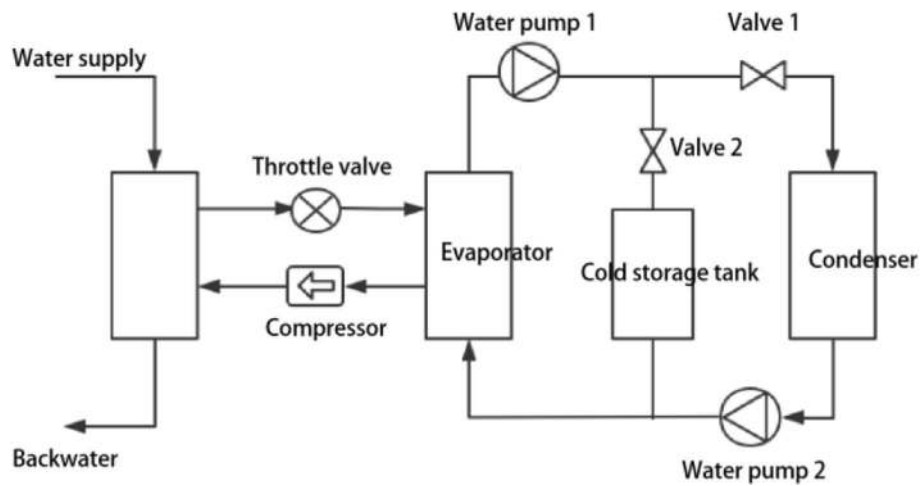 Water pump 1
Valve 1
Water supply
Valve 2
Throttle valve
Evaporator
Cold storage tank
Condenser
Compressor
Backwater
Water pump 2